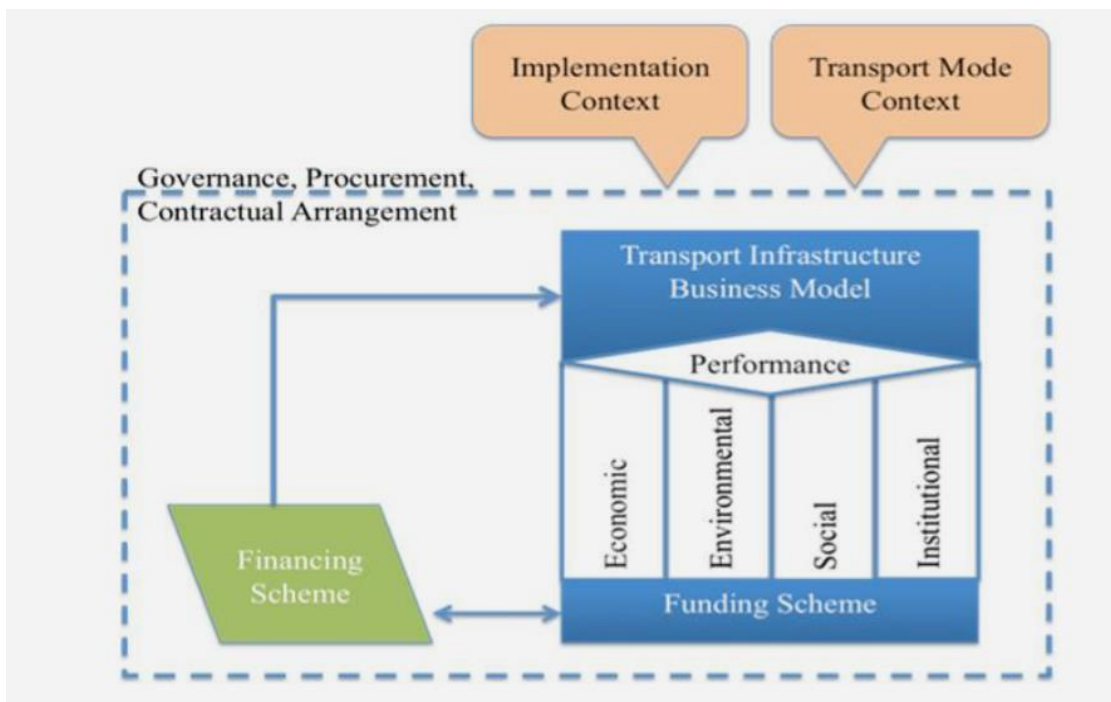 Implementation
Context
Transport Mode
Context
Governance, Procurement,
Contractual Arrangement
Transport Infrastructure
Business Model
Performance
Economic
Environmental
Social
Institutional
Financing
Scheme
Funding Scheme